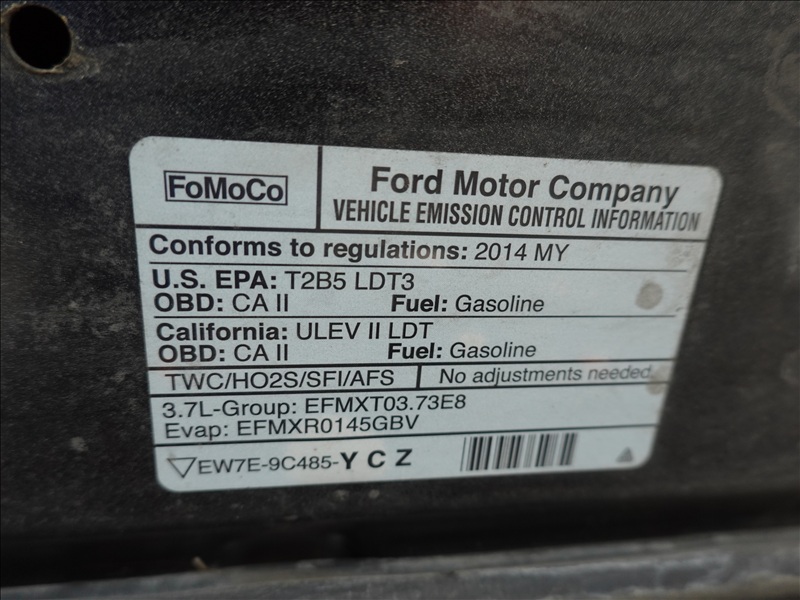 FoMoCo
Ford Motor Company
VEHICLE EMISSION CONTROL INFORMATION
Conforms to regulations: 2014 MY
U.S. EPA: T2B5 LDT3
OBD: CA II Fuel: Gasoline
California: ULEV II LDT
OBD: CA II Fuel: Gasoline
TWC/HO2S/SFI/AFS No adjustments needed.
3.7L-Group: EFMXT03.73E8
Evap: EFMXR0145GBV
EW7E-9C485-Y C Z